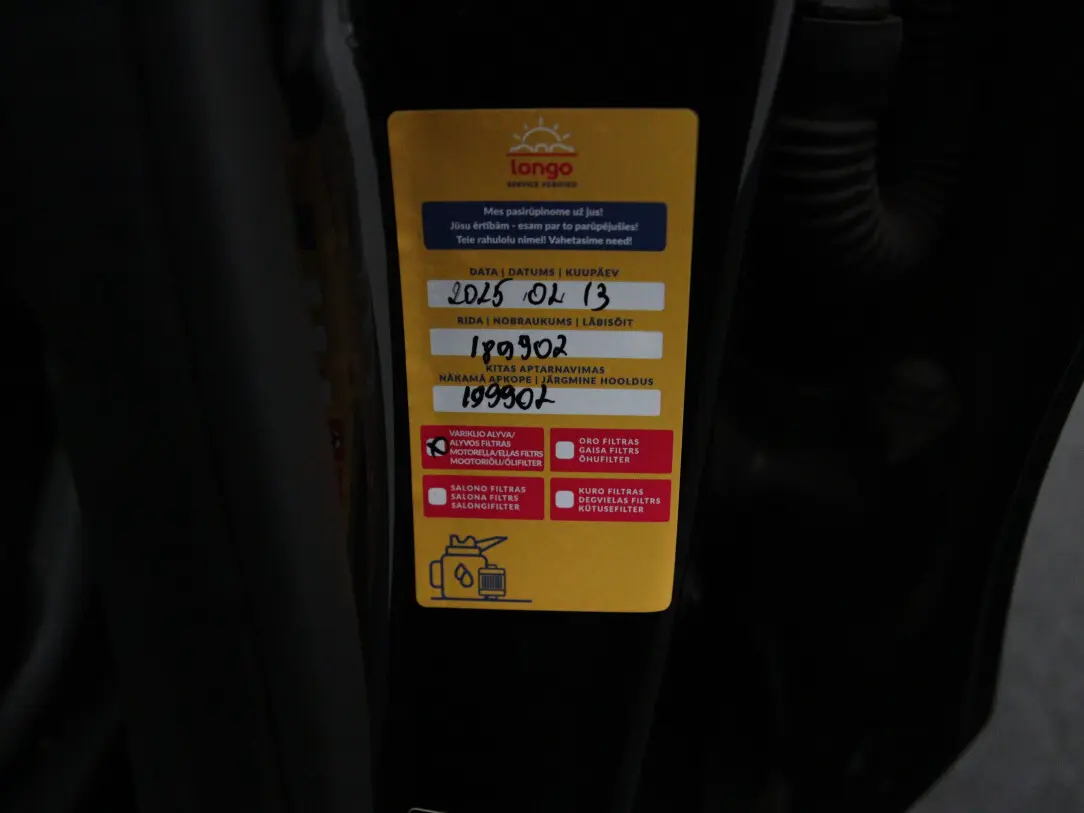 longo
SERVICE VERIFIED
Mes pasirūpinome už jus!
Jūsu ērtībām - esam par to parūpējušies!
Teie rahulolu nimel! Vahetasime need!
DATA | DATUMS | KUUPÄEV
2025 02 13
RIDA | NOBRAUKUMS | LÄBISÕIT
189902
KITAS APTARNAVIMAS
NĀKAMĀ APKOPE | JÄRGMINE HOOLDUS
199902
VARIKLIO ALYVA/
ALYVOS FILTRAS
MOTOREĻĻA/EĻĻAS FILTRS
MOOTORIÕLI/ÕLIFILTER
ORO FILTRAS
GAISA FILTRS
ÕHUFILTER
SALONO FILTRAS
SALONA FILTRS
SALONGIFILTER
KURO FILTRAS
DEGVIELAS FILTRS
KÜTUSEFILTER